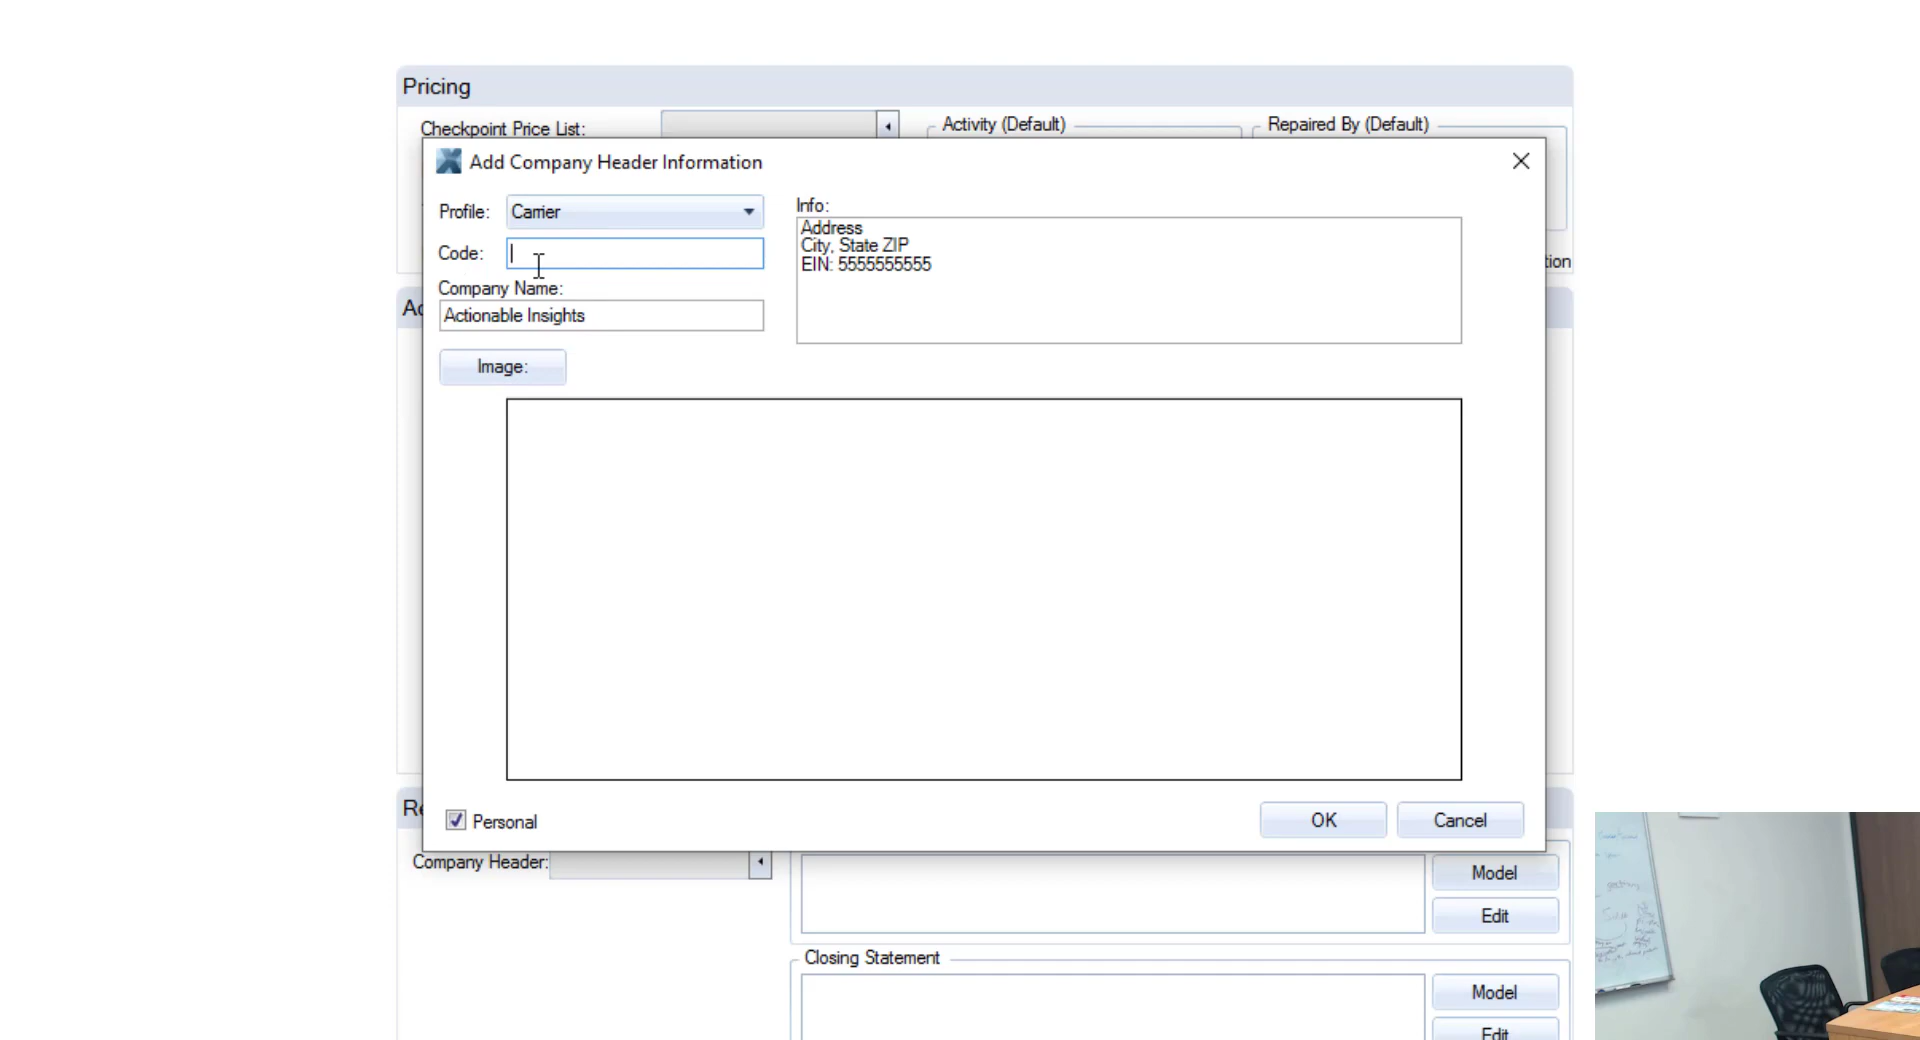 Pricing
Checkpoint Price List:
Activity (Default)
Repaired By (Default)
Add Company Header Information
Profile: Carrier
Code:
Company Name:
Actionable Insights
Image:
Info:
Address
City, State ZIP
EIN: 5555555555
Personal
OK
Cancel
Company Header:
Model
Edit
Closing Statement
Model
Edit